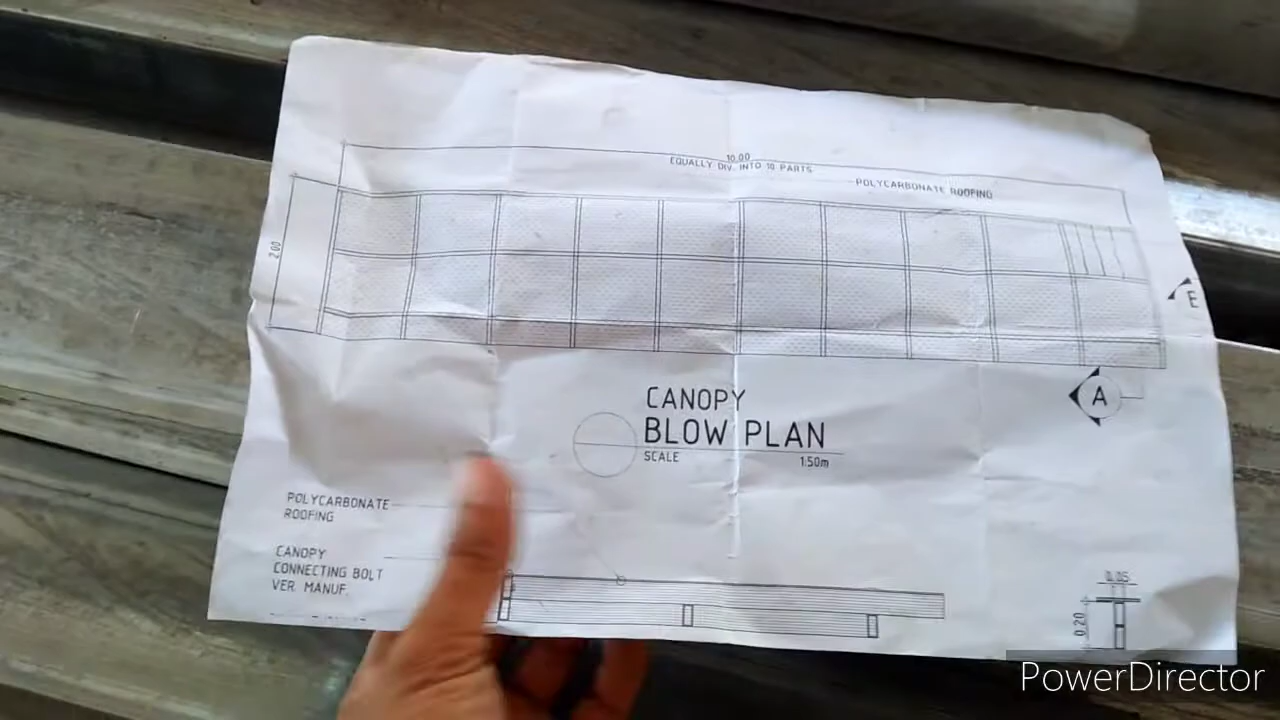 10.00
EQUALLY DIV. INTO 10 PARTS
POLYCARBONATE ROOFING
2.00
E
A
CANOPY
BLOW PLAN
SCALE 1:50m
POLYCARBONATE
ROOFING
CANOPY
CONNECTING BOLT
VER. MANUF.
0.05
0.20
PowerDirector